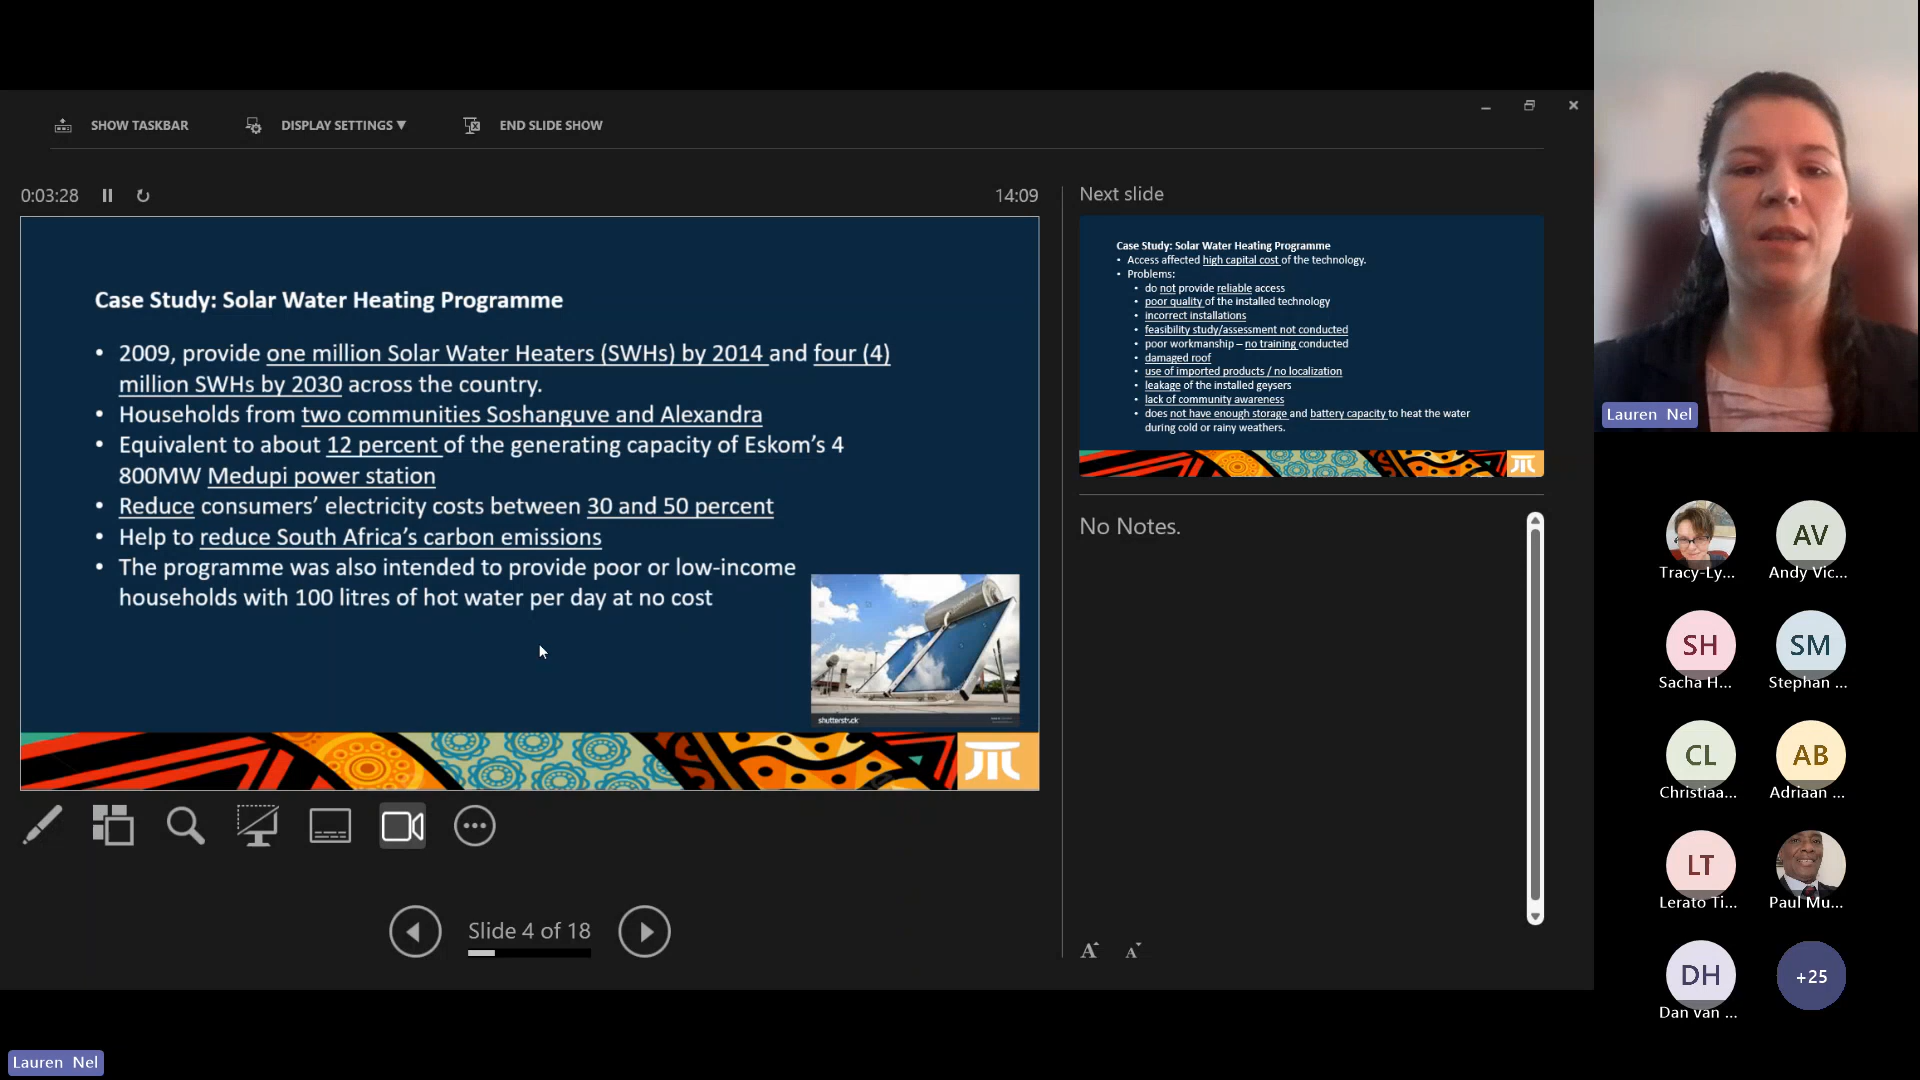 SHOW TASKBAR
DISPLAY SETTINGS ▼
END SLIDE SHOW
0:03:28
14:09
Case Study: Solar Water Heating Programme
• 2009, provide one million Solar Water Heaters (SWHs) by 2014 and four (4)
million SWHs by 2030 across the country.
• Households from two communities Soshanguve and Alexandra
• Equivalent to about 12 percent of the generating capacity of Eskom's 4
800MW Medupi power station
• Reduce consumers' electricity costs between 30 and 50 percent
• Help to reduce South Africa's carbon emissions
• The programme was also intended to provide poor or low-income
households with 100 litres of hot water per day at no cost
shutterstock
Slide 4 of 18
Next slide
Case Study: Solar Water Heating Programme
• Access affected high capital cost of the technology.
• Problems:
• do not provide reliable access
• poor quality of the installed technology
• incorrect installations
• feasibility study/assessment not conducted
• poor workmanship – no training conducted
• damaged roof
• use of imported products / no localization
• leakage of the installed geysers
• lack of community awareness
• does not have enough storage and battery capacity to heat the water
during cold or rainy weathers.
No Notes.
A A
Lauren Nel
Tracy-Ly...
AV
Andy Vic...
SH
Sacha H...
SM
Stephan ...
CL
Christiaa...
AB
Adriaan ...
LT
Lerato Ti...
Paul Mu...
DH
Dan van ...
+25
Lauren Nel